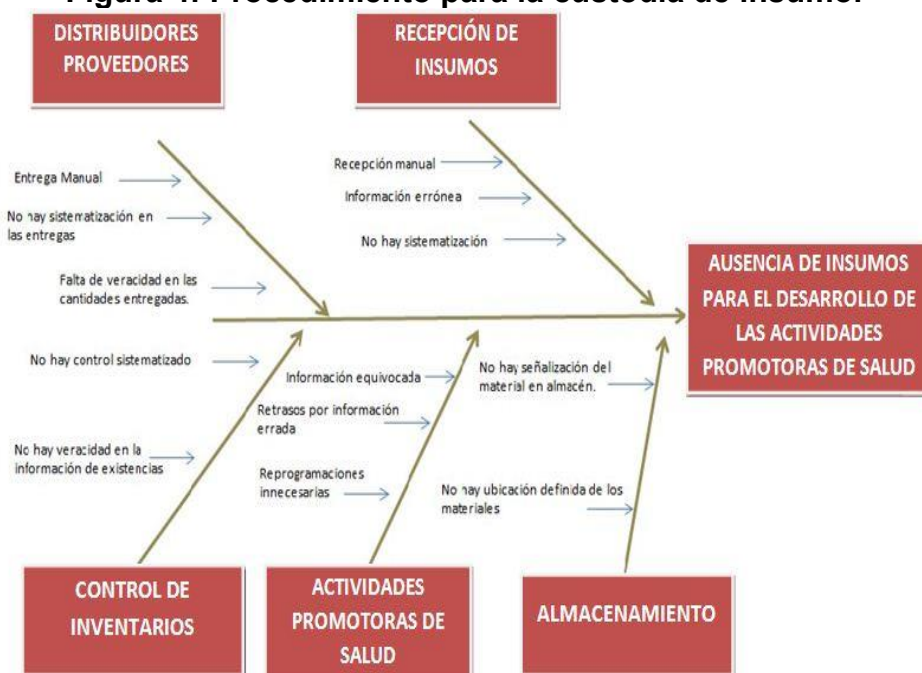 Figura Procedimiento para la custodia de insumo.
DISTRIBUIDORES
PROVEEDORES
RECEPCIÓN DE
INSUMOS
Entrega Manual
No hay sistematización en
las entregas
Falta de veracidad en las
cantidades entregadas.
Recepción manual
Información errónea
No hay sistematización
AUSENCIA DE INSUMOS
PARA EL DESARROLLO DE
LAS ACTIVIDADES
PROMOTORAS DE SALUD
No hay control sistematizado
No hay veracidad en la
información de existencias
Información equivocada
Retrasos por información
errada
Reprogramaciones
innecesarias
No hay señalización del
material en almacén.
No hay ubicación definida de los
materiales
CONTROL DE
INVENTARIOS
ACTIVIDADES
PROMOTORAS DE
SALUD
ALMACENAMIENTO